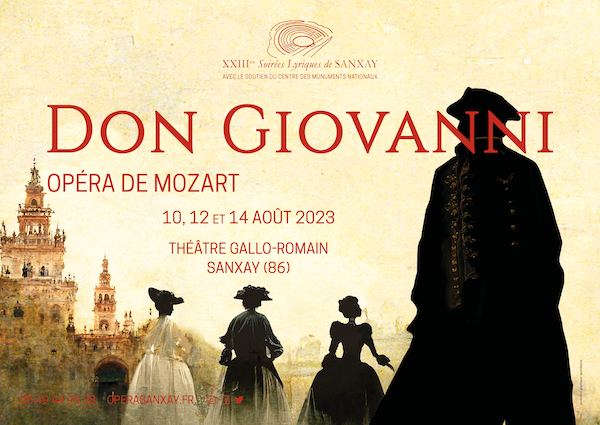 XXIIIes Soirées Lyriques de SANXAY
AVEC LE SOUTIEN DU CENTRE DES MONUMENTS NATIONAUX
DON GIOVANNI
OPÉRA DE MOZART
10, 12 ET 14 AOÛT 2023
THÉÂTRE GALLO-ROMAIN
SANXAY (86)
OPERASANXAY.FR